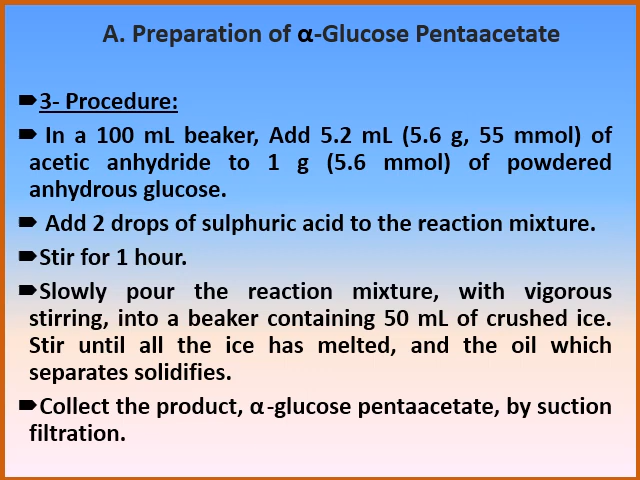 A. Preparation of α-Glucose Pentaacetate
3- Procedure:
In a 100 mL beaker, Add 5.2 mL (5.6 g, 55 mmol) of
acetic anhydride to 1 g (5.6 mmol) of powdered
anhydrous glucose.
Add 2 drops of sulphuric acid to the reaction mixture.
Stir for 1 hour.
Slowly pour the reaction mixture, with vigorous
stirring, into a beaker containing 50 mL of crushed ice.
Stir until all the ice has melted, and the oil which
separates solidifies.
Collect the product, α-glucose pentaacetate, by suction
filtration.